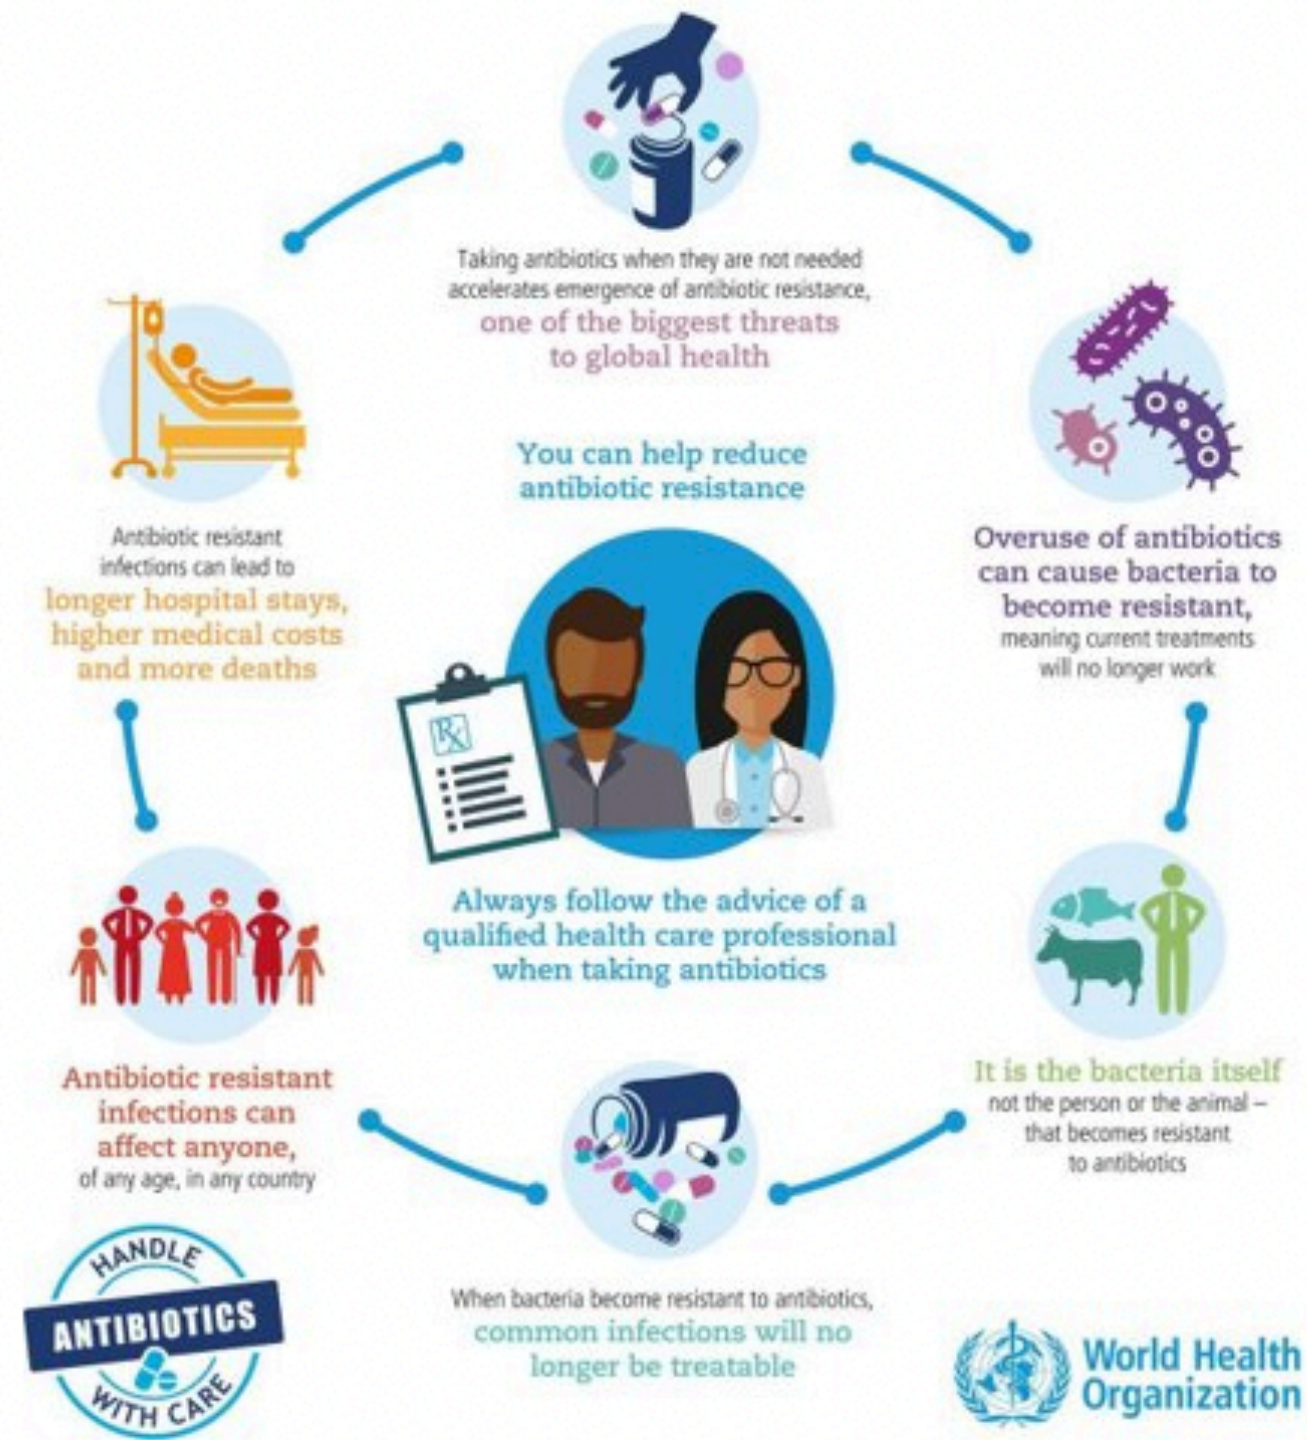 Taking antibiotics when they are not needed
accelerates emergence of antibiotic resistance,
one of the biggest threats
to global health
You can help reduce
antibiotic resistance
Antibiotic resistant
infections can lead to
longer hospital stays,
higher medical costs
and more deaths
Overuse of antibiotics
can cause bacteria to
become resistant,
meaning current treatments
will no longer work
Rx
Always follow the advice of a
qualified health care professional
when taking antibiotics
Antibiotic resistant
infections can
affect anyone,
of any age, in any country
It is the bacteria itself
not the person or the animal –
that becomes resistant
to antibiotics
When bacteria become resistant to antibiotics,
common infections will no
longer be treatable
HANDLE
ANTIBIOTICS
WITH CARE
World Health
Organization